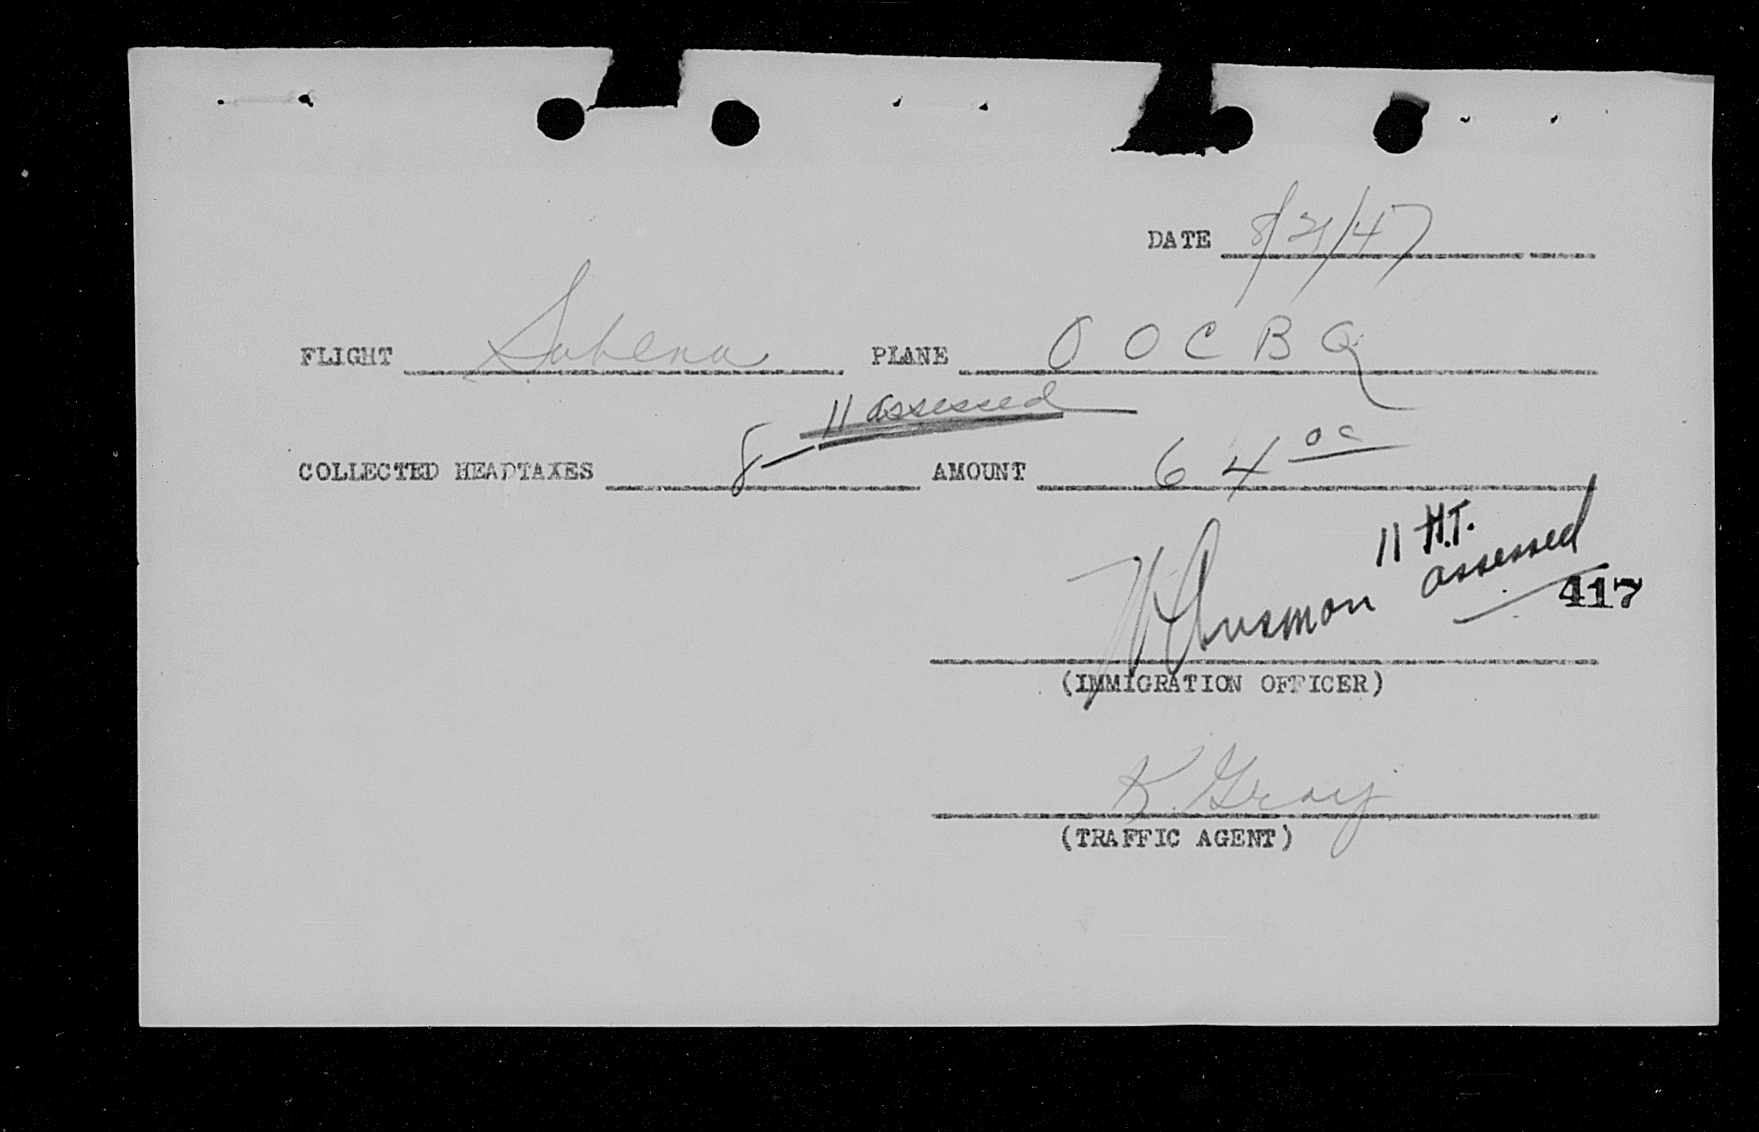 DATE 8/21/47
FLIGHT Sabena PLANE OOCBQ
11 assessed
COLLECTED HEADTAXES 8 AMOUNT 64 00
11 H.T.
assessed
417
(IMMIGRATION OFFICER)
K. Gray
(TRAFFIC AGENT)